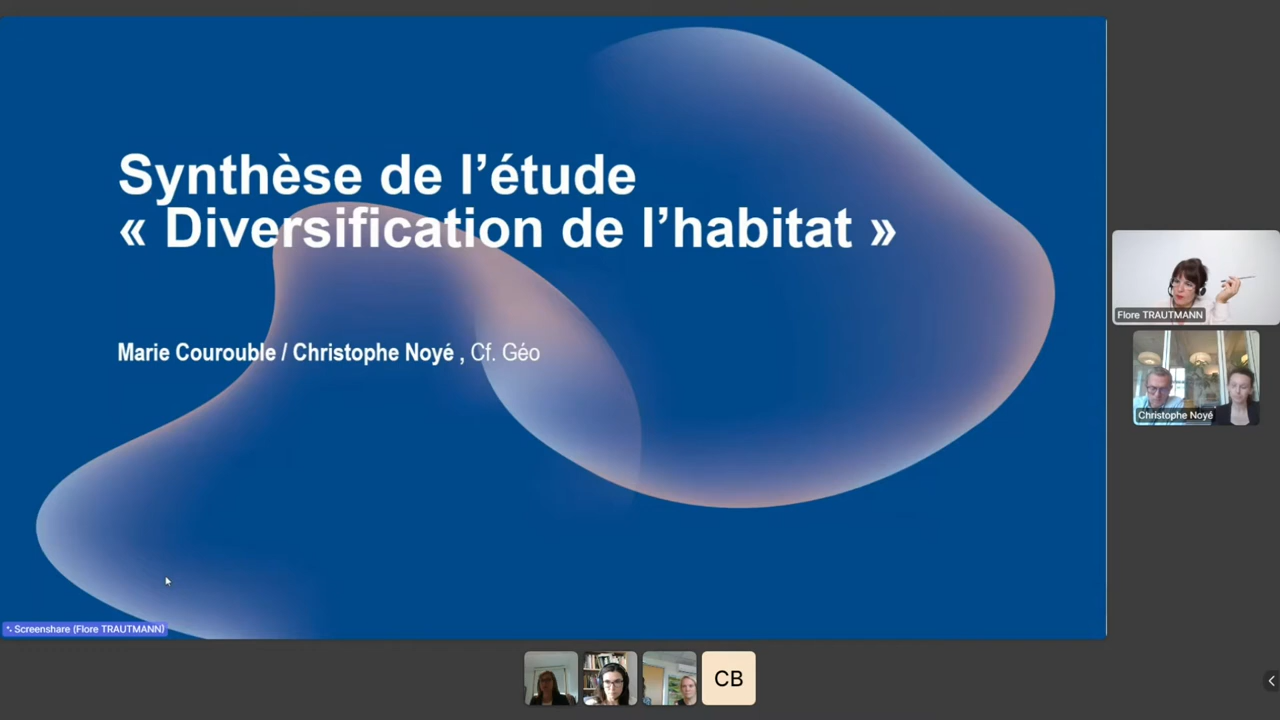 Synthèse de l’étude
« Diversification de l’habitat »
Marie Courouble / Christophe Noyé , Cf. Géo
Flore TRAUTMANN
Christophe Noyé
Screenshare (Flore TRAUTMANN)
CB